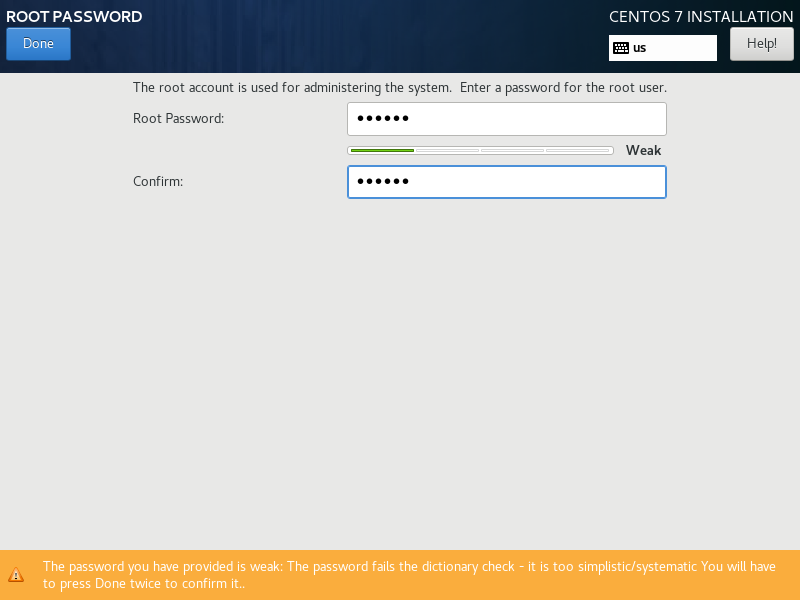 ROOT PASSWORD
CENTOS 7 INSTALLATION
Done
us
Help!
The root account is used for administering the system.  Enter a password for the root user.
Root Password:
••••••
Weak
Confirm:
••••••
The password you have provided is weak: The password fails the dictionary check - it is too simplistic/systematic You will have
to press Done twice to confirm it..